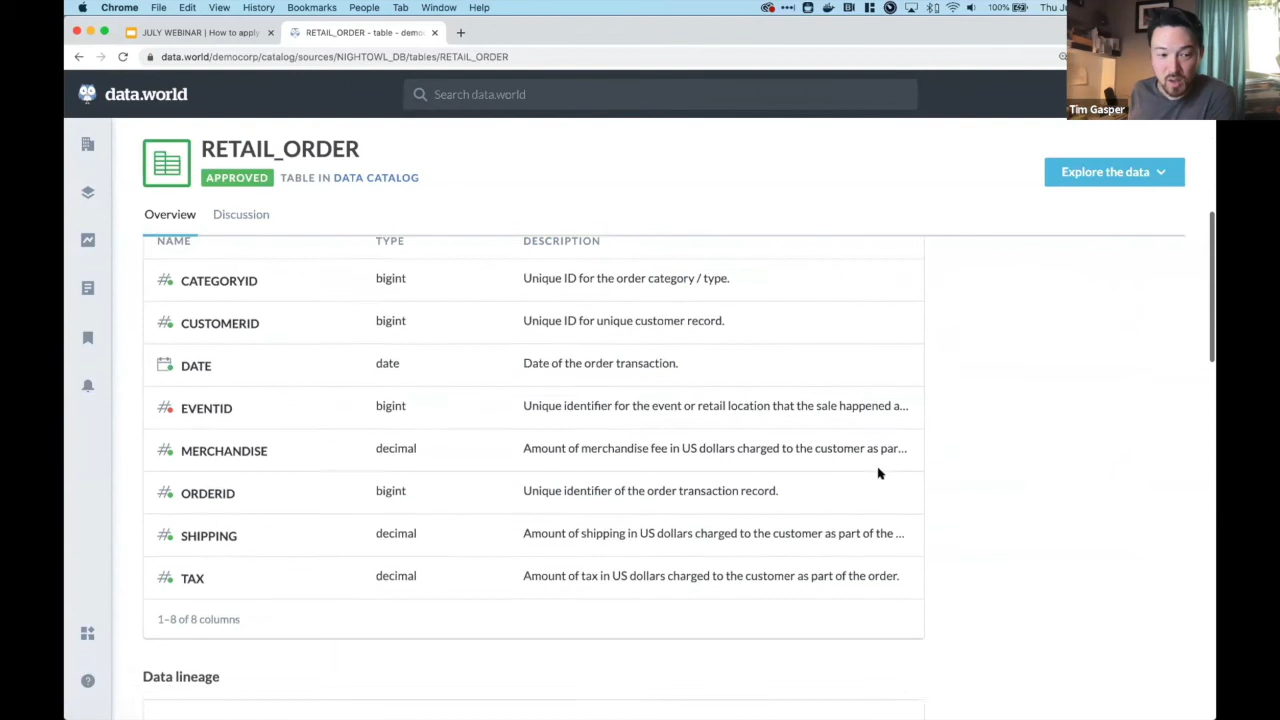 Chrome File Edit View History Bookmarks People Tab Window Help 100% Thu Ju
JULY WEBINAR | How to apply RETAIL_ORDER - table - demo
data.world/democorp/catalog/sources/NIGHTOWL_DB/tables/RETAIL_ORDER
Tim Gasper
data.world Search data.world
RETAIL_ORDER
APPROVED TABLE IN DATA CATALOG
Explore the data
Overview Discussion
NAME TYPE DESCRIPTION
CATEGORYID bigint Unique ID for the order category / type.
CUSTOMERID bigint Unique ID for unique customer record.
DATE date Date of the order transaction.
EVENTID bigint Unique identifier for the event or retail location that the sale happened a...
MERCHANDISE decimal Amount of merchandise fee in US dollars charged to the customer as par...
ORDERID bigint Unique identifier of the order transaction record.
SHIPPING decimal Amount of shipping in US dollars charged to the customer as part of the ...
TAX decimal Amount of tax in US dollars charged to the customer as part of the order.
1–8 of 8 columns
Data lineage